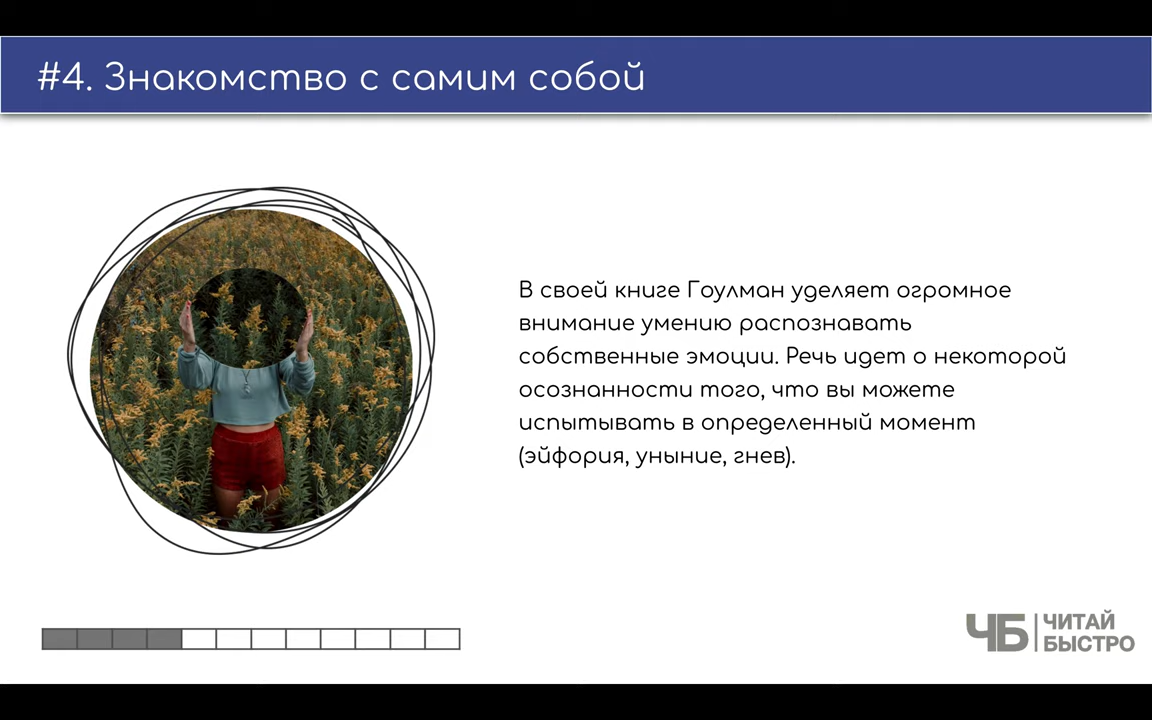 #4. Знакомство с самим собой
В своей книге Гоулман уделяет огромное
внимание умению распознавать
собственные эмоции. Речь идет о некоторой
осознанности того, что вы можете
испытывать в определенный момент
(эйфория, уныние, гнев).
ЧБ
ЧИТАЙ
БЫСТРО